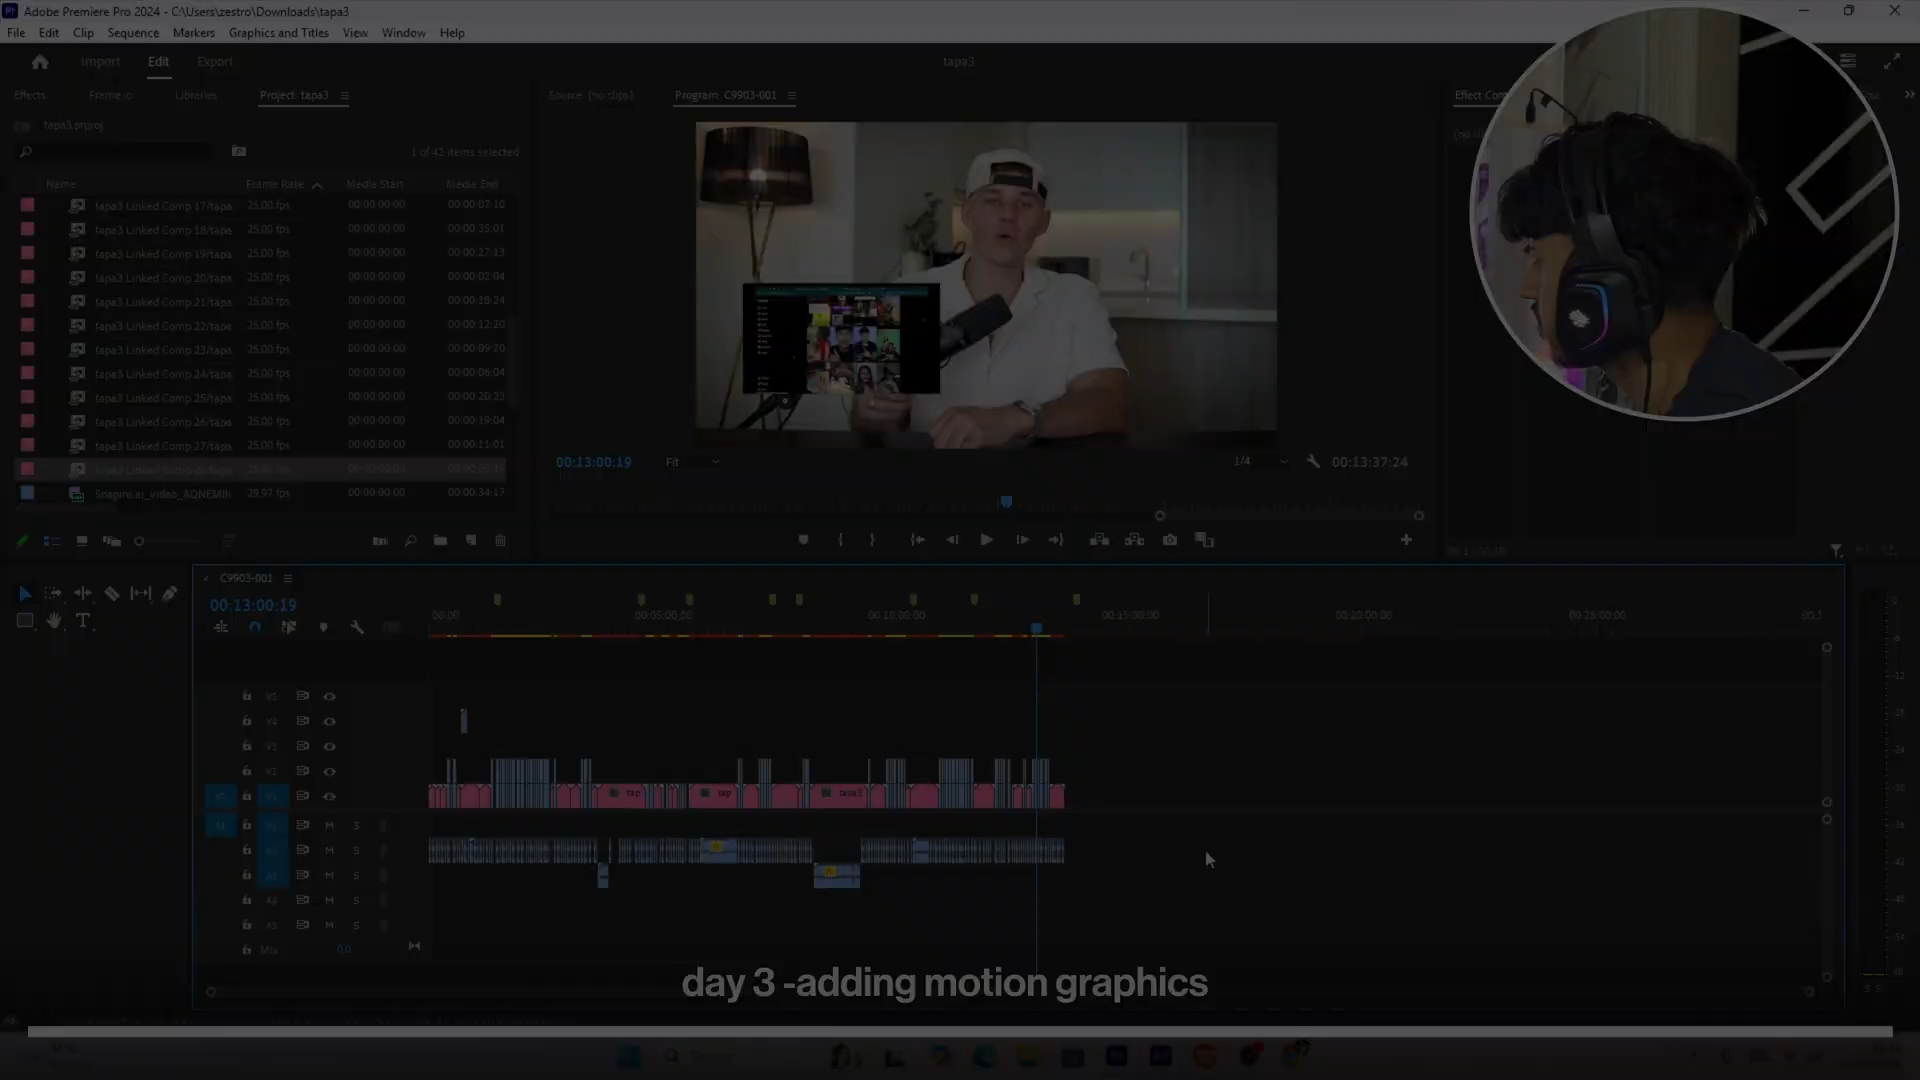 Adobe Premiere Pro 2024 - C:\Users\zestro\Downloads\tapa3
File Edit Clip Sequence Markers Graphics and Titles View Window Help
Import Edit Export
tapa3
Effects Frame.io Libraries Project: tapa3
Source: (no clips) Program: C9903-001
tapa3.prproj
1 of 42 items selected
Name Frame Rate Media Start Media End
tapa3 Linked Comp 17/tapa 25.00 fps 00:00:00:00 00:00:07:10
tapa3 Linked Comp 18/tapa 25.00 fps 00:00:00:00 00:00:35:01
tapa3 Linked Comp 19/tapa 25.00 fps 00:00:00:00 00:00:27:13
tapa3 Linked Comp 20/tapa 25.00 fps 00:00:00:00 00:00:02:04
tapa3 Linked Comp 21/tapa 25.00 fps 00:00:00:00 00:00:18:24
tapa3 Linked Comp 22/tapa 25.00 fps 00:00:00:00 00:00:12:20
tapa3 Linked Comp 23/tapa 25.00 fps 00:00:00:00 00:00:09:20
tapa3 Linked Comp 24/tapa 25.00 fps 00:00:00:00 00:00:06:04
tapa3 Linked Comp 25/tapa 25.00 fps 00:00:00:00 00:00:20:23
tapa3 Linked Comp 26/tapa 25.00 fps 00:00:00:00 00:00:19:04
tapa3 Linked Comp 27/tapa 25.00 fps 00:00:00:00 00:00:11:01
29.97 fps 00:00:00:00 00:00:34:17
00:13:00:19 Fit 1/4 00:13:37:24
C9903-001
00:13:00:19
00:00 00:05:00:00 00:10:00:00 00:15:00:00 00:20:00:00 00:25:00:00
V5
V4
V3
V2
V1
M S
M S
M S
A4 M S
A5 M S
Mix 0.0
day 3 -adding motion graphics